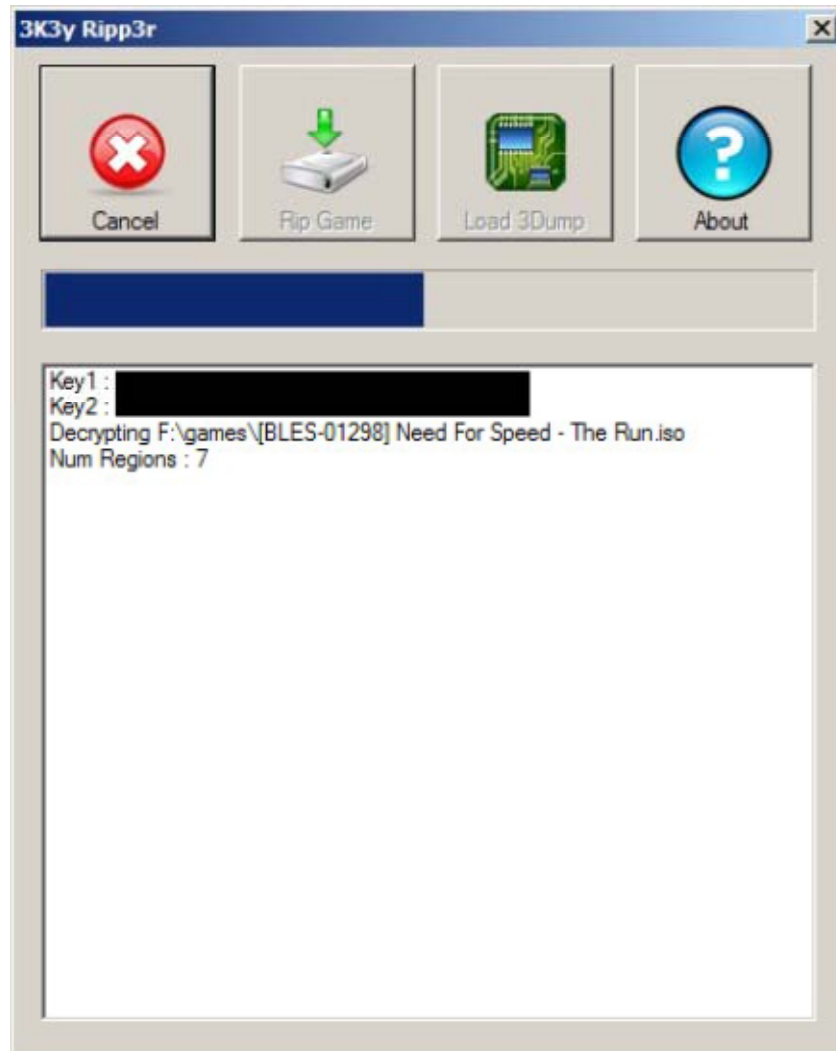 3K3y Ripp3r
Cancel
Rip Game
Load 3Dump
About
Key1 :
Key2 :
Decrypting F:\games\[BLES-01298] Need For Speed - The Run.iso
Num Regions : 7